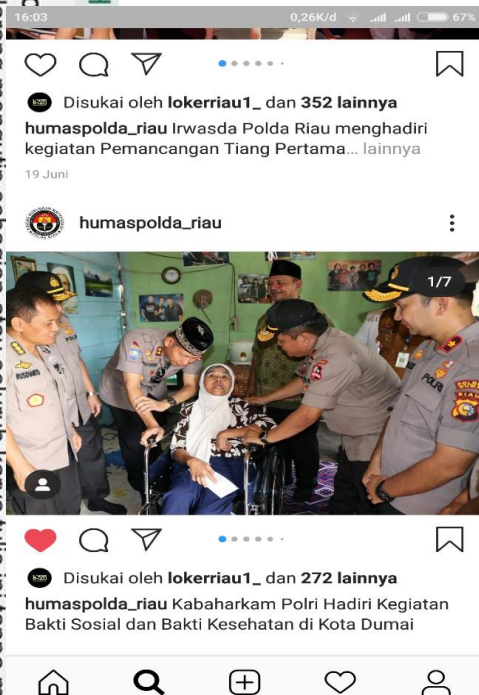 16:03
0,26K/d
67%
Disukai oleh lokerriau1_ dan 352 lainnya
humaspolda_riau Irwasda Polda Riau menghadiri
kegiatan Pemancangan Tiang Pertama... lainnya
19 Juni
humaspolda_riau
1/7
POLRI
RIAU
Disukai oleh lokerriau1_ dan 272 lainnya
humaspolda_riau Kabaharkam Polri Hadiri Kegiatan
Bakti Sosial dan Bakti Kesehatan di Kota Dumai